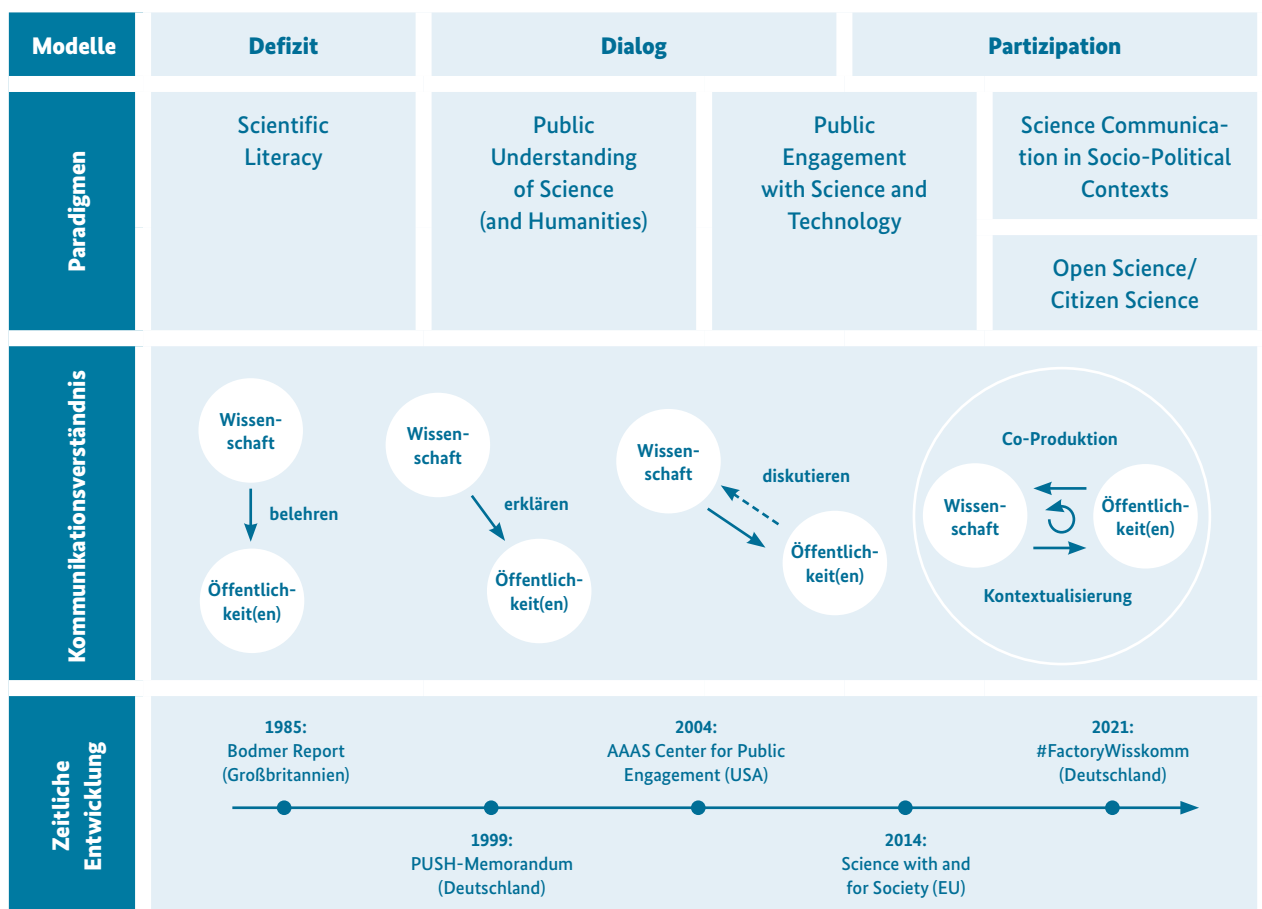 Modelle
Defizit
Dialog
Partizipation
Paradigmen
Scientific
Literacy
Public
Understanding
of Science
(and Humanities)
Public
Engagement
with Science and
Technology
Science Communica-
tion in Socio-Political
Contexts
Open Science/
Citizen Science
Kommunikationsverständnis
Wissen-
schaft
belehren
Öffentlich-
keit(en)
Wissen-
schaft
erklären
Öffentlich-
keit(en)
Wissen-
schaft
diskutieren
Öffentlich-
keit(en)
Co-Produktion
Wissen-
schaft
Öffentlich-
keit(en)
Kontextualisierung
Zeitliche
Entwicklung
1985:
Bodmer Report
(Großbritannien)
1999:
PUSH-Memorandum
(Deutschland)
2004:
AAAS Center for Public
Engagement (USA)
2014:
Science with and
for Society (EU)
2021:
#FactoryWisskomm
(Deutschland)